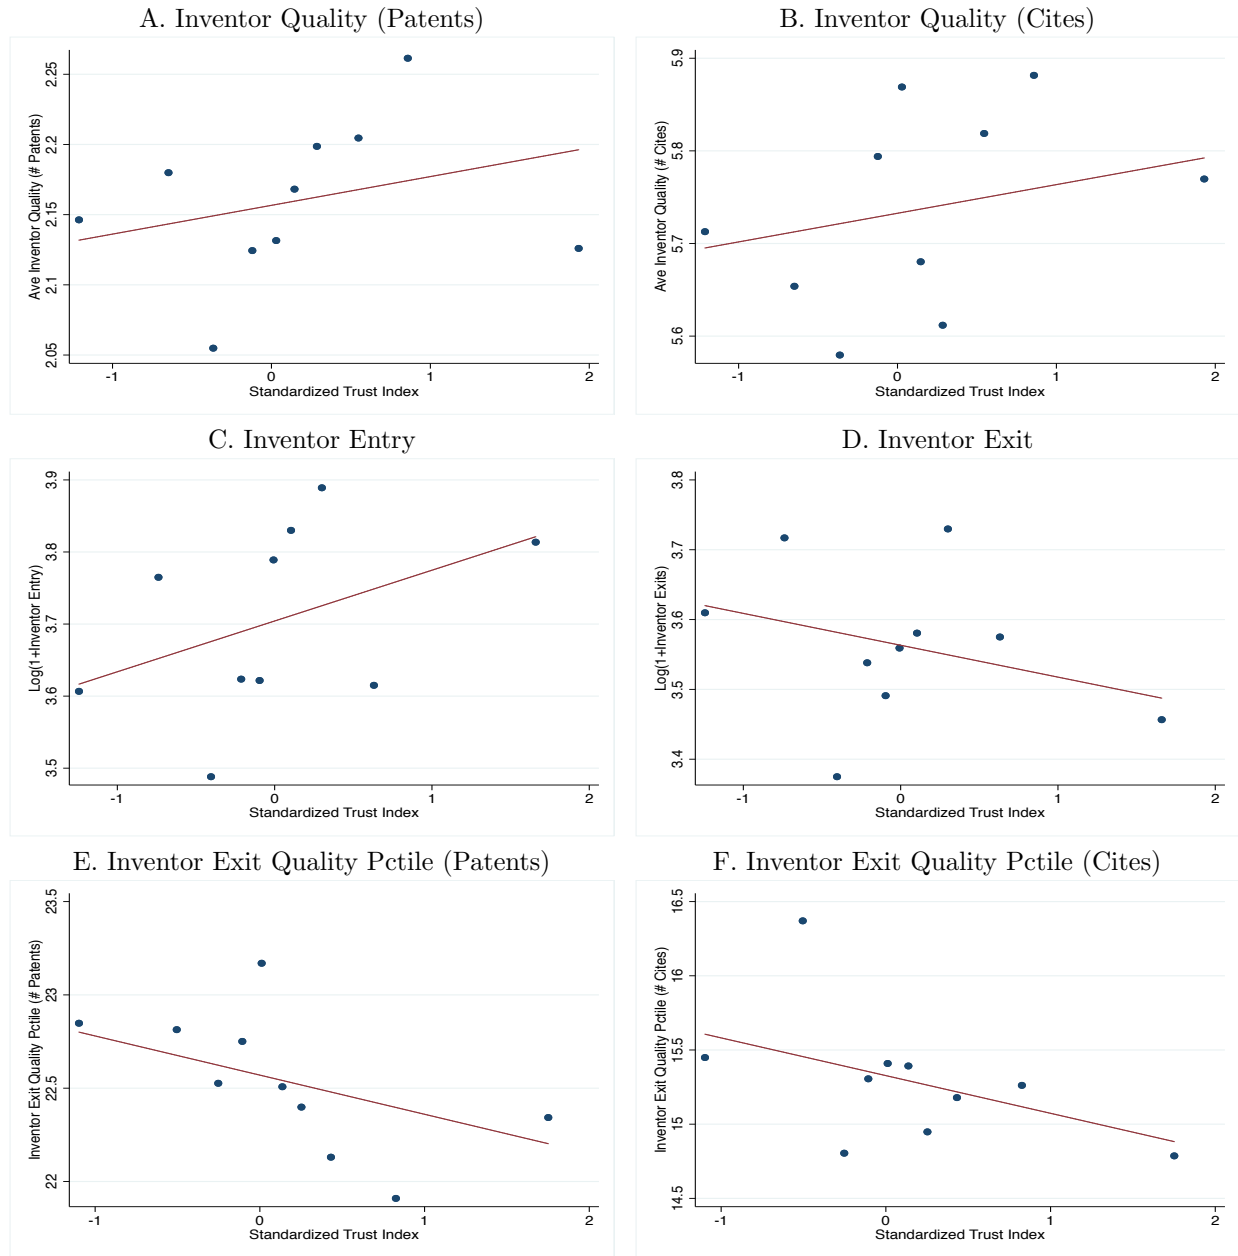 A. Inventor Quality (Patents)
Ave Inventor Quality (# Patents)
2.25
2.2
2.15
2.1
2.05
-1 0 1 2
Standardized Trust Index
B. Inventor Quality (Cites)
Ave Inventor Quality (# Cites)
5.9
5.8
5.7
5.6
-1 0 1 2
Standardized Trust Index
C. Inventor Entry
Log(1+Inventor Entry)
3.9
3.8
3.7
3.6
3.5
-1 0 1 2
Standardized Trust Index
D. Inventor Exit
Log(1+Inventor Exits)
3.8
3.7
3.6
3.5
3.4
-1 0 1 2
Standardized Trust Index
E. Inventor Exit Quality Pctile (Patents)
Inventor Exit Quality Pctile (# Patents)
23.5
23
22.5
22
-1 0 1 2
Standardized Trust Index
F. Inventor Exit Quality Pctile (Cites)
Inventor Exit Quality Pctile (# Cites)
16.5
16
15.5
15
14.5
-1 0 1 2
Standardized Trust Index